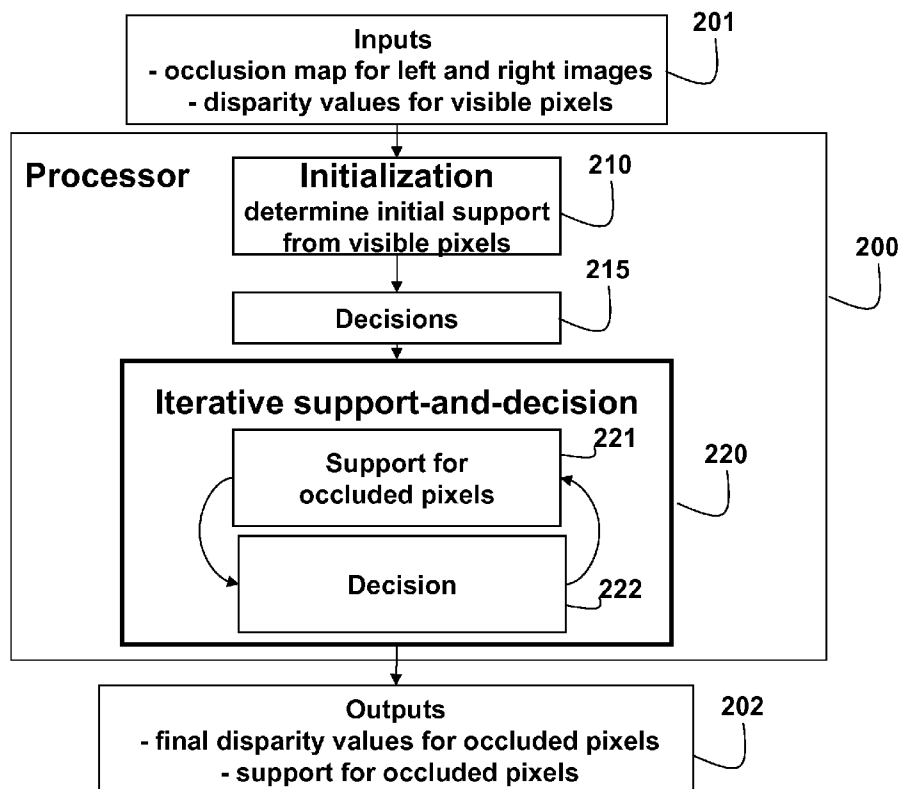 201
Inputs
- occlusion map for left and right images
- disparity values for visible pixels
Processor
Initialization
determine initial support
from visible pixels
210
200
215
Decisions
Iterative support-and-decision
221
Support for
occluded pixels
220
Decision
222
Outputs
- final disparity values for occluded pixels
- support for occluded pixels
202